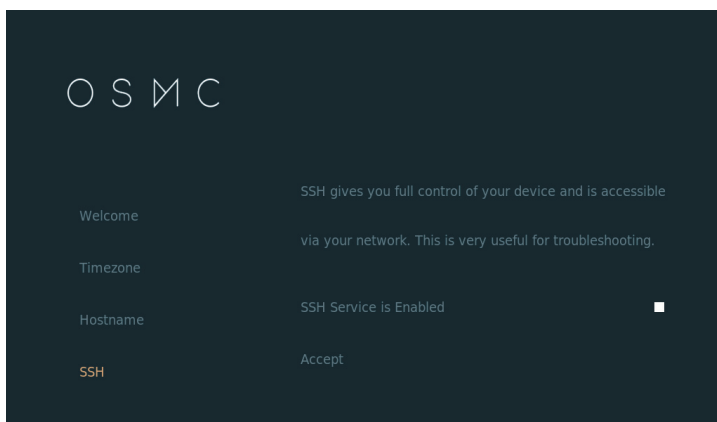 OSMC
SSH gives you full control of your device and is accessible
via your network. This is very useful for troubleshooting.
Welcome
Timezone
Hostname
SSH
SSH Service is Enabled
Accept